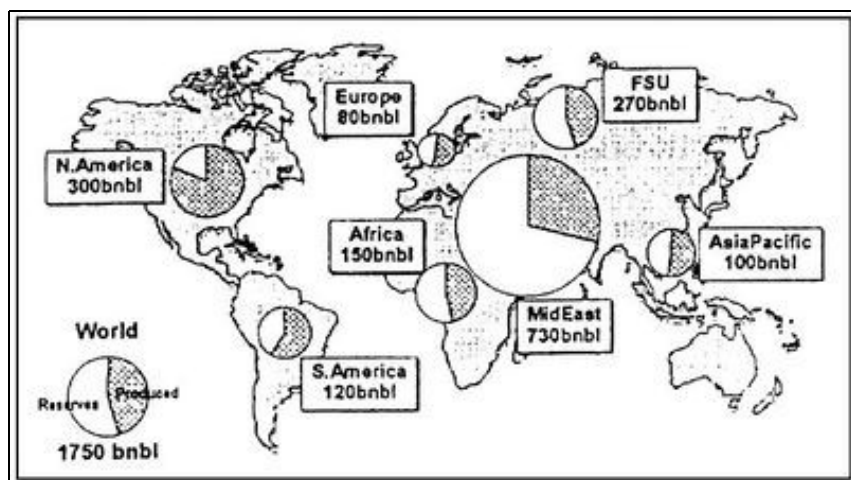 FSU
270bnbl
Europe
80bnbl
N.America
300bnbl
Africa
150bnbl
AsiaPacific
100bnbl
MidEast
730bnbl
World
S.America
120bnbl
Reserves
Produced
1750 bnbl